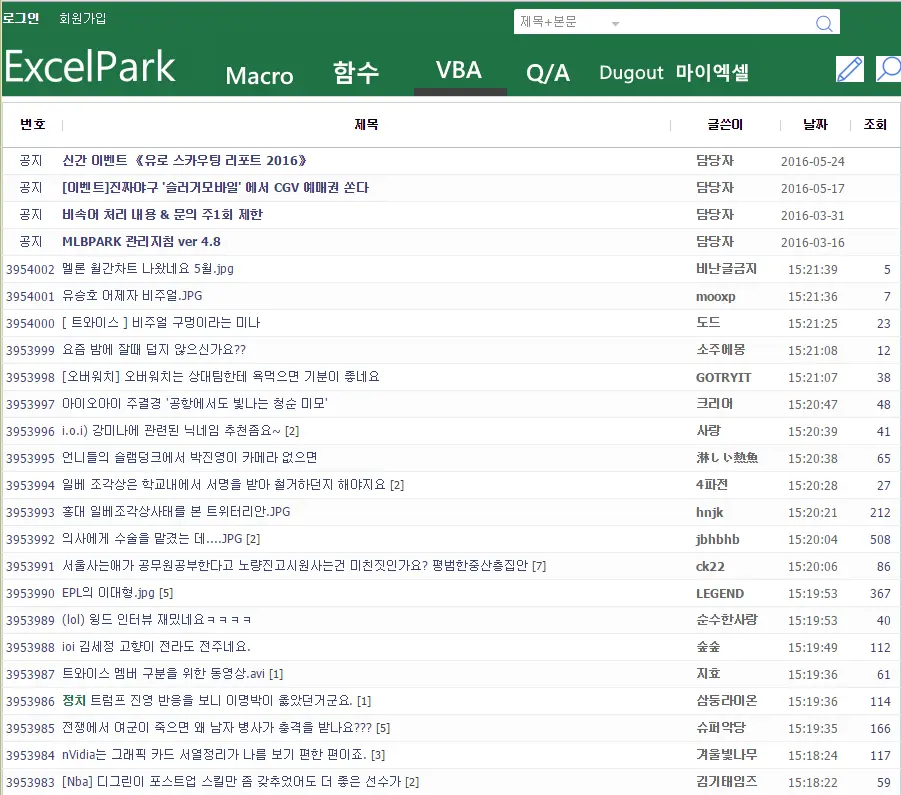 로그인 회원가입
제목+본문
ExcelPark Macro 함수 VBA Q/A Dugout 마이엑셀
번호 제목 글쓴이 날짜 조회
공지 신간 이벤트 《유로 스카우팅 리포트 2016》 담당자 2016-05-24
공지 [이벤트]진짜야구 '슬러거모바일' 에서 CGV 예매권 쏜다 담당자 2016-05-17
공지 비속어 처리 내용 & 문의 주1회 제한 담당자 2016-03-31
공지 MLBPARK 관리지침 ver 4.8 담당자 2016-03-16
3954002 멜론 월간차트 나왔네요 5월.jpg 비난글금지 15:21:39 5
3954001 유승호 어제자 비주얼.JPG mooxp 15:21:36 7
3954000 [ 트와이스 ] 비주얼 구멍이라는 미나 도드 15:21:25 23
3953999 요즘 밤에 잘때 덥지 않으신가요?? 소주에몽 15:21:08 12
3953998 [오버워치] 오버워치는 상대팀한테 욕먹으면 기분이 좋네요 GOTRYIT 15:21:07 38
3953997 아이오아이 주결경 '공항에서도 빛나는 청순 미모' 크리어 15:20:47 48
3953996 i.o.i) 강미나에 관련된 닉네임 추천좀요~ [2] 사랑 15:20:39 41
3953995 언니들의 슬램덩크에서 박진영이 카메라 없으면 淋しい熱魚 15:20:38 65
3953994 일베 조각상은 학교내에서 서명을 받아 철거하던지 해야지요 [2] 4파전 15:20:28 27
3953993 홍대 일베조각상사태를 본 트위터리안.JPG hnjk 15:20:21 212
3953992 의사에게 수술을 맡겼는 데....JPG [2] jbhbhb 15:20:04 508
3953991 서울사는애가 공무원공부한다고 노량진고시원사는건 미친짓인가요? 평범한중산층집안 [7] ck22 15:20:06 86
3953990 EPL의 이대형.jpg [5] LEGEND 15:19:53 367
3953989 (lol) 윙드 인터뷰 재밌네요ㅋㅋㅋㅋ 순수한사랑 15:19:53 40
3953988 ioi 김세정 고향이 전라도 전주네요. 숲숲 15:19:49 112
3953987 트와이스 멤버 구분을 위한 동영상.avi [1] 지효 15:19:36 61
3953986 정치 트럼프 진영 반응을 보니 이명박이 옳았던거군요. [1] 삼둥라이온 15:19:36 114
3953985 전쟁에서 여군이 죽으면 왜 남자 병사가 충격을 받나요??? [5] 슈퍼악당 15:19:35 166
3953984 nVidia는 그래픽 카드 서열정리가 나름 보기 편한 편이죠. [3] 겨울빛나무 15:18:24 117
3953983 [Nba] 디그린이 포스트업 스킬만 좀 갖추었어도 더 좋은 선수가 [2] 김기태임즈 15:18:22 59